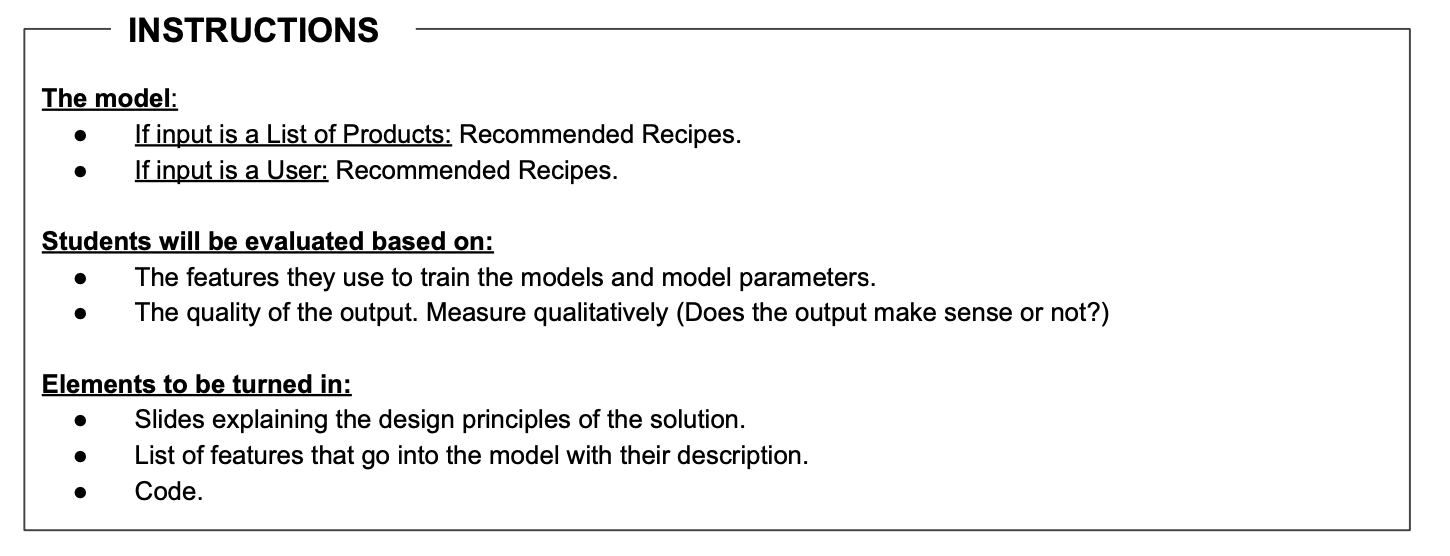 INSTRUCTIONS
The model:
● If input is a List of Products: Recommended Recipes.
● If input is a User: Recommended Recipes.
Students will be evaluated based on:
● The features they use to train the models and model parameters.
● The quality of the output. Measure qualitatively (Does the output make sense or not?)
Elements to be turned in:
● Slides explaining the design principles of the solution.
● List of features that go into the model with their description.
● Code.